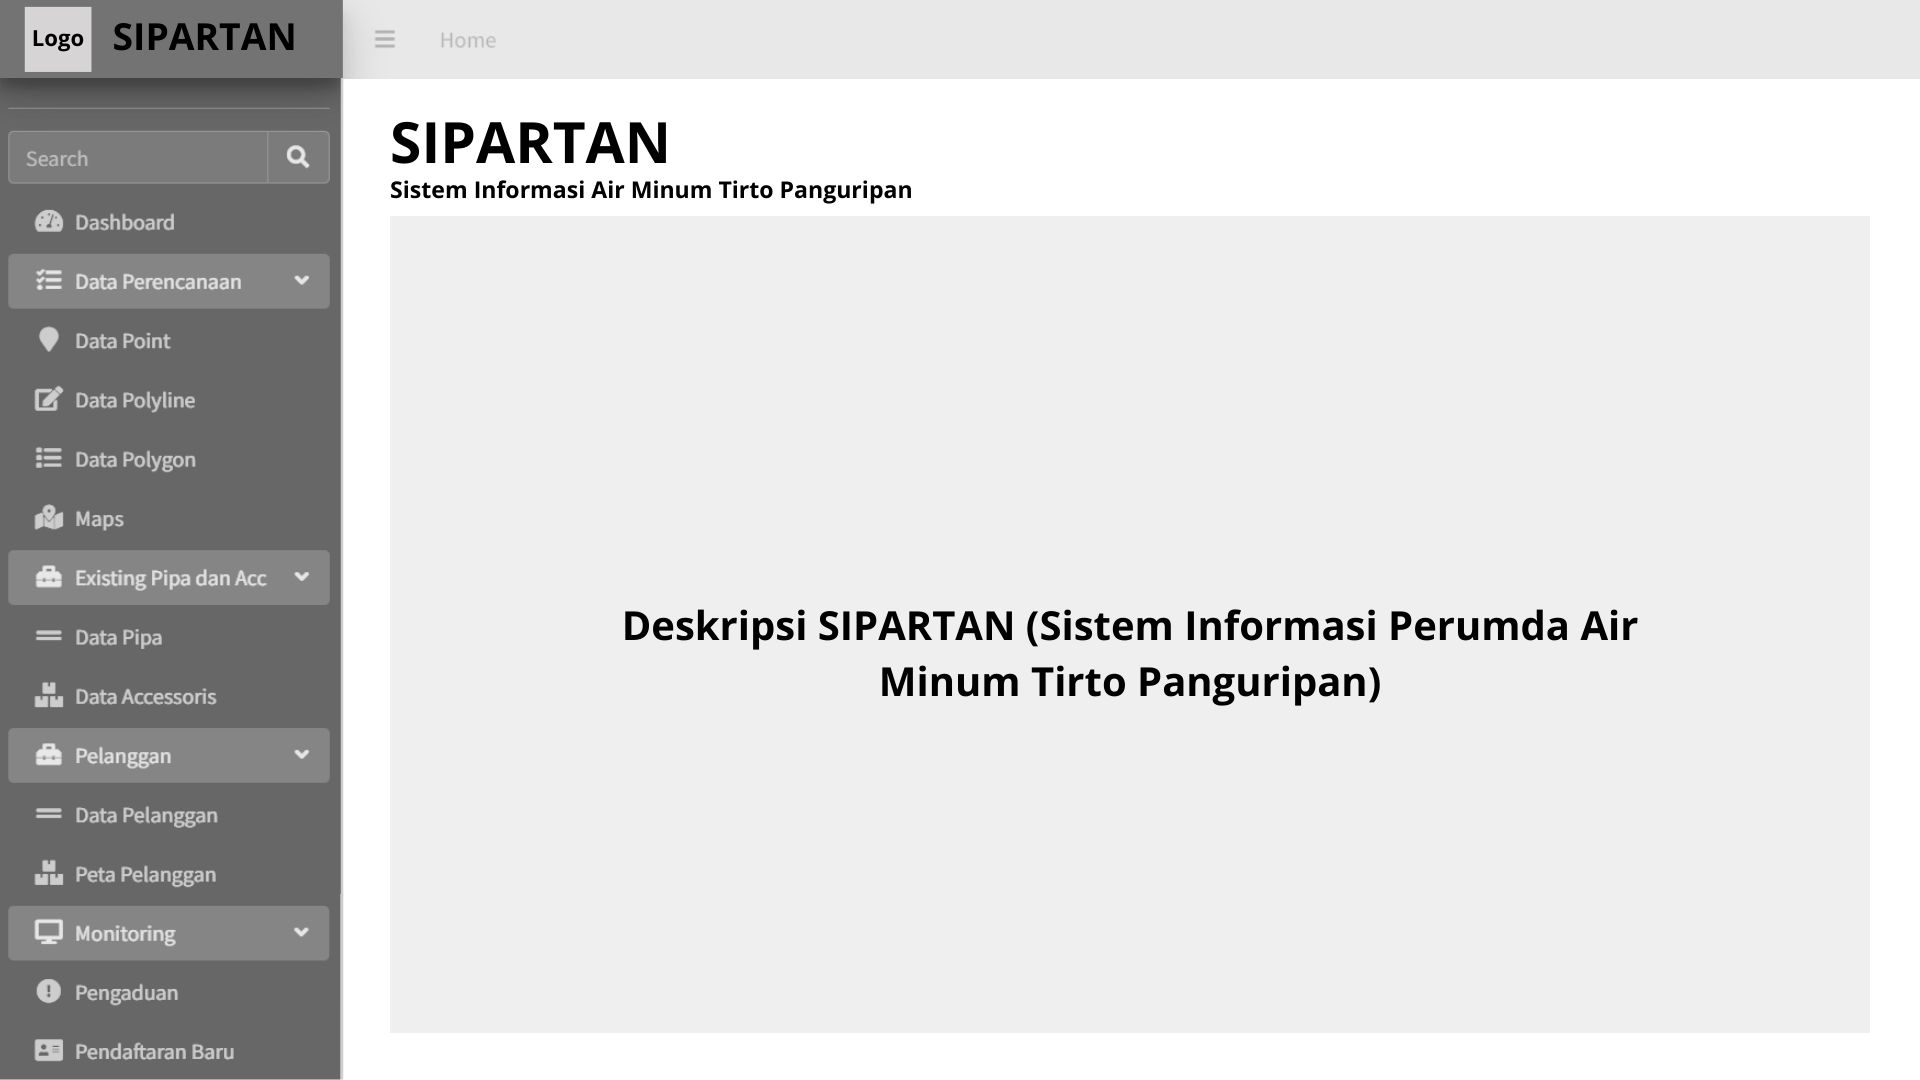 Logo SIPARTAN
Home
Search
Dashboard
Data Perencanaan
Data Point
Data Polyline
Data Polygon
Maps
Existing Pipa dan Acc
Data Pipa
Data Accessoris
Pelanggan
Data Pelanggan
Peta Pelanggan
Monitoring
Pengaduan
Pendaftaran Baru
SIPARTAN
Sistem Informasi Air Minum Tirto Panguripan
Deskripsi SIPARTAN (Sistem Informasi Perumda Air
Minum Tirto Panguripan)